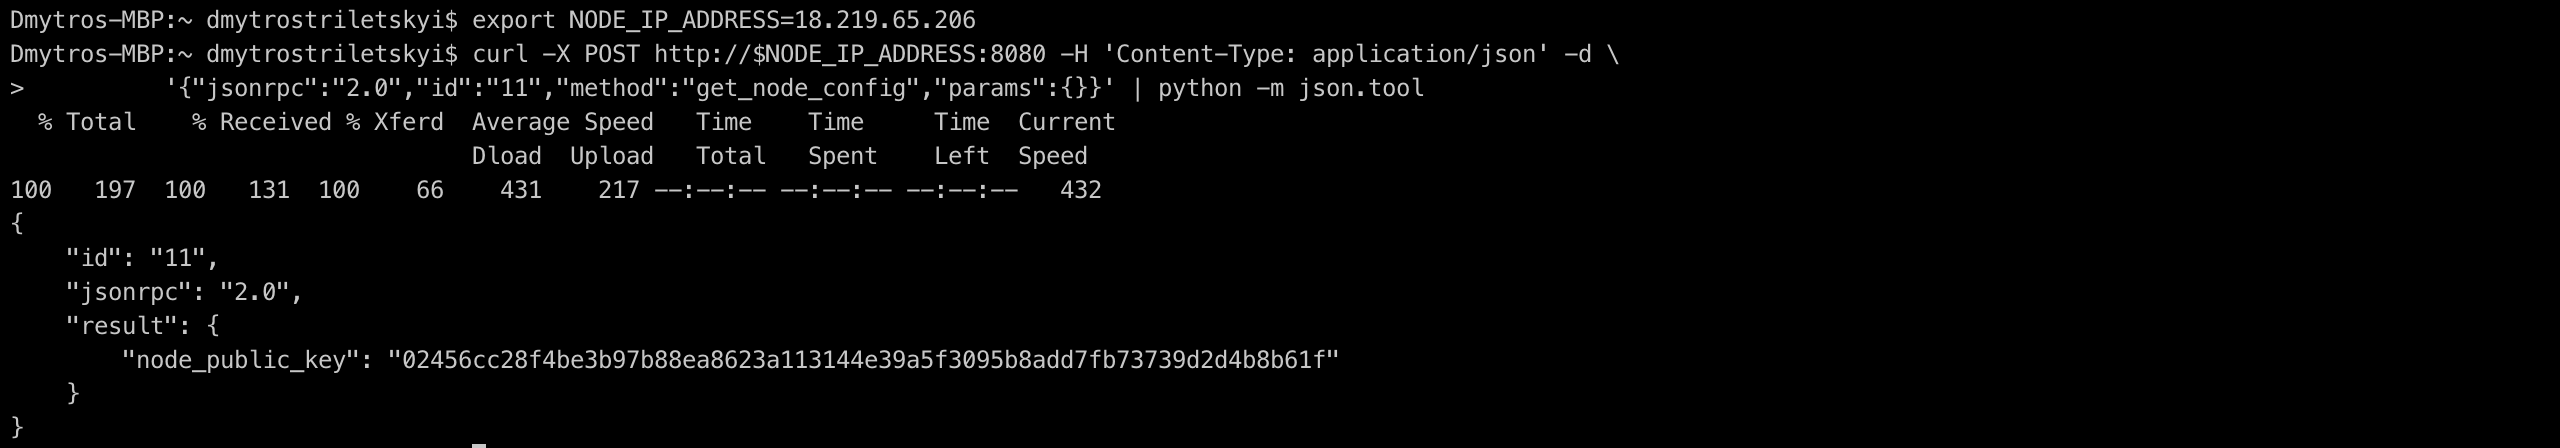 Dmytros-MBP:~ dmytrostriletskyi$ export NODE_IP_ADDRESS=18.219.65.206
Dmytros-MBP:~ dmytrostriletskyi$ curl -X POST http://$NODE_IP_ADDRESS:8080 -H 'Content-Type: application/json' -d \
>          '{"jsonrpc":"2.0","id":"11","method":"get_node_config","params":{}}' | python -m json.tool
  % Total    % Received % Xferd  Average Speed   Time    Time     Time  Current
                                 Dload  Upload   Total   Spent    Left  Speed
100   197  100   131  100    66    431    217 --:--:-- --:--:-- --:--:--   432
{
    "id": "11",
    "jsonrpc": "2.0",
    "result": {
        "node_public_key": "02456cc28f4be3b97b88ea8623a113144e39a5f3095b8add7fb73739d2d4b8b61f"
    }
}